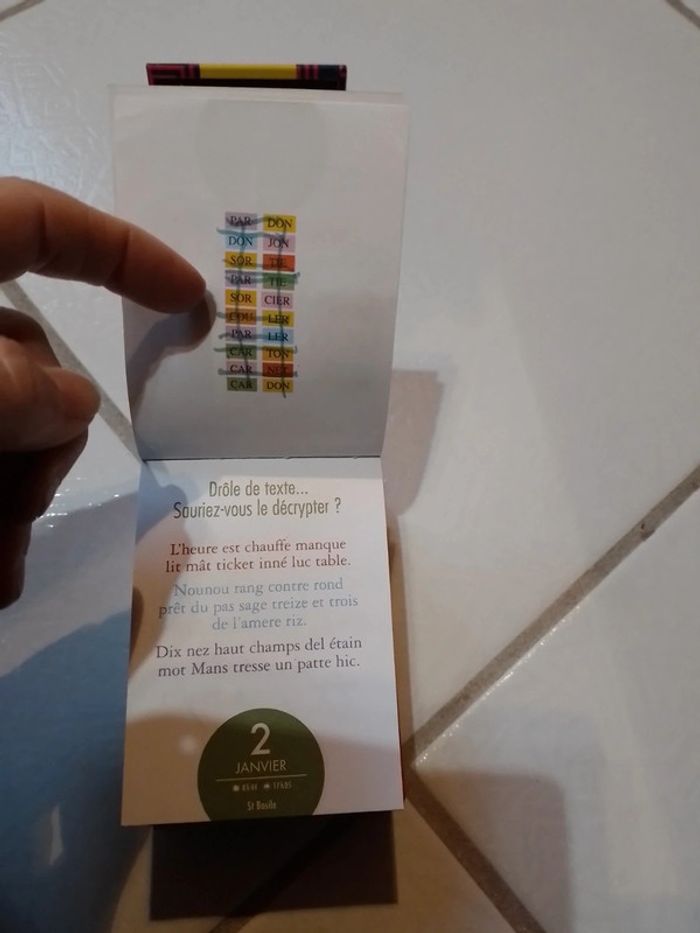 PAR DON
DON JON
SOR TIE
PAR TIE
SOR CIER
COU LER
PAR LER
CAR TON
CAR NET
CAR DON
Drôle de texte...
Sauriez-vous le décrypter ?
L'heure est chauffe manque
lit mât ticket inné luc table.
Nounou rang contre rond
prêt du pas sage treize et trois
de l'amere riz.
Dix nez haut champs del étain
mot Mans tresse un patte hic.
2
JANVIER
17h05
St Basile